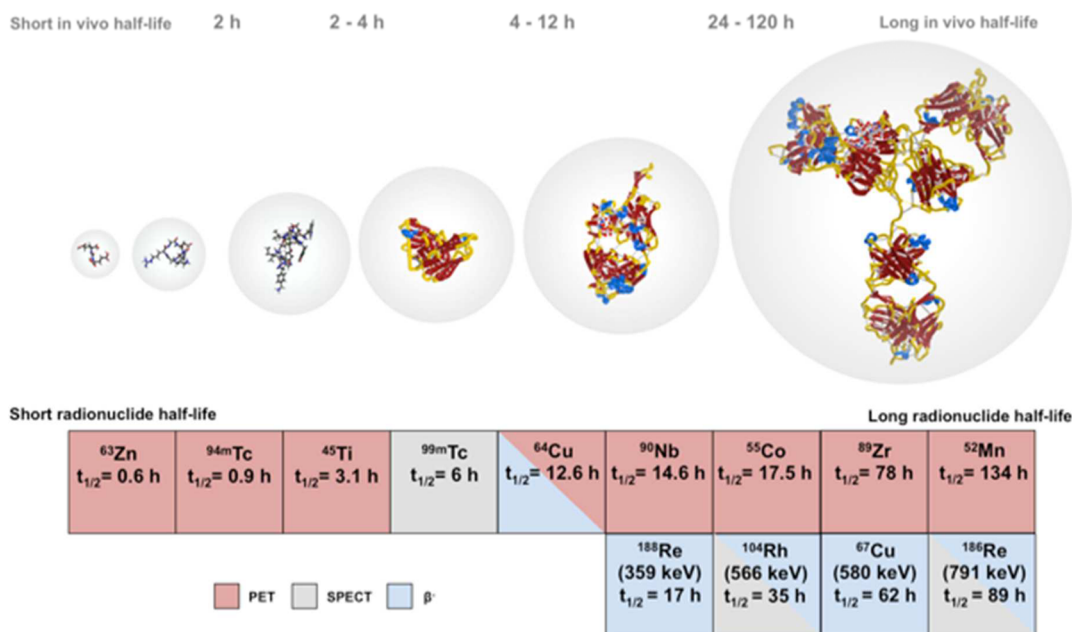 Short in vivo half-life 2 h 2 - 4 h 4 - 12 h 24 - 120 h Long in vivo half-life
Short radionuclide half-life Long radionuclide half-life
⁶³Zn
t₁/₂= 0.6 h
⁹⁴ᵐTc
t₁/₂= 0.9 h
⁴⁵Ti
t₁/₂= 3.1 h
⁹⁹ᵐTc
t₁/₂= 6 h
⁶⁴Cu
t₁/₂= 12.6 h
⁹⁰Nb
t₁/₂= 14.6 h
⁵⁵Co
t₁/₂= 17.5 h
⁸⁹Zr
t₁/₂= 78 h
⁵²Mn
t₁/₂= 134 h
¹⁸⁸Re
(359 keV)
t₁/₂ = 17 h
¹⁰⁴Rh
(566 keV)
t₁/₂ = 35 h
⁶⁷Cu
(580 keV)
t₁/₂ = 62 h
¹⁸⁶Re
(791 keV)
t₁/₂ = 89 h
PET SPECT β⁻